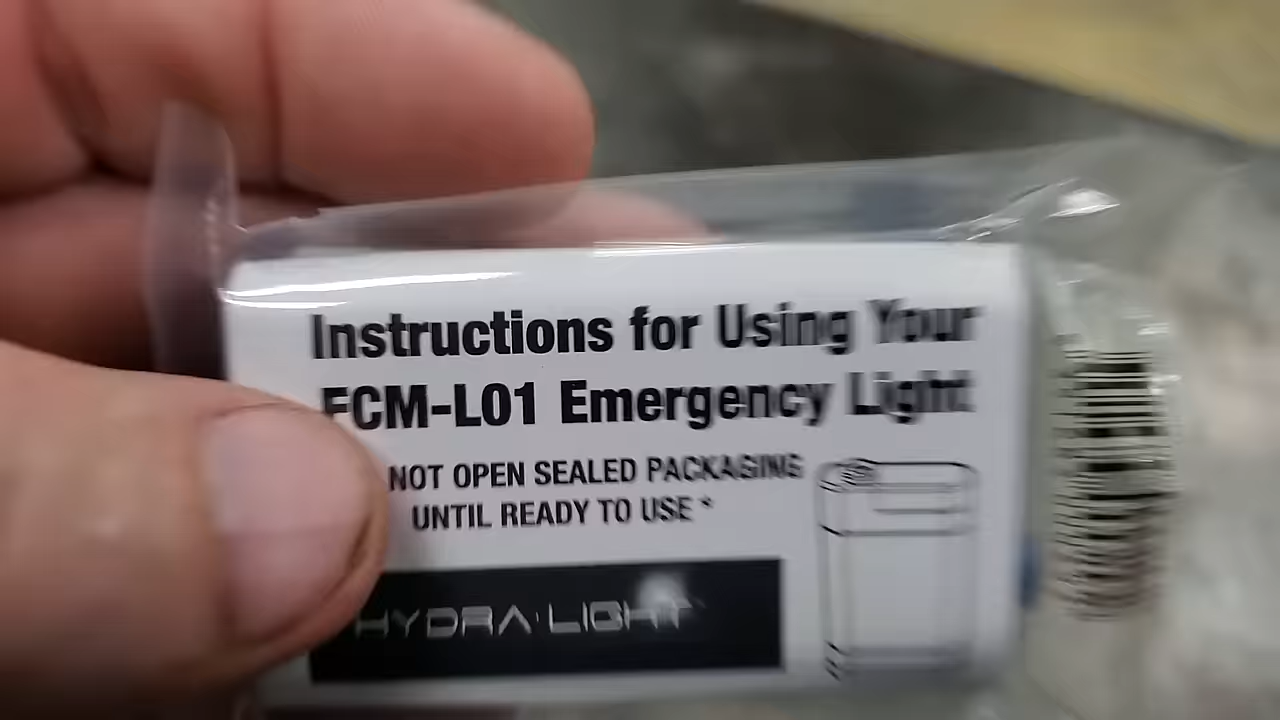 Instructions for Using Your
FCM-L01 Emergency Light
NOT OPEN SEALED PACKAGING
UNTIL READY TO USE *
HYDRA·LIGHT